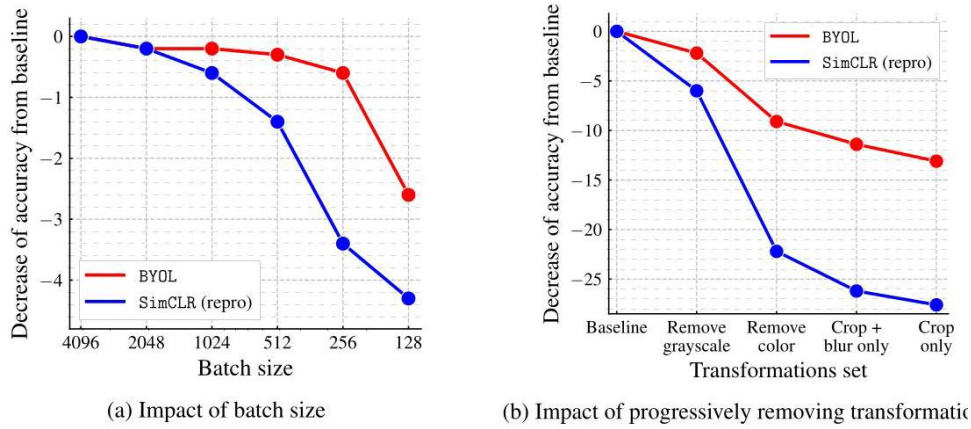 Decrease of accuracy from baseline
0
−1
−2
−3
−4
BYOL
SimCLR (repro)
4096
2048
1024
512
256
128
Batch size
(a) Impact of batch size
Decrease of accuracy from baseline
0
−5
−10
−15
−20
−25
BYOL
SimCLR (repro)
Baseline
Remove
grayscale
Remove
color
Crop +
blur only
Crop
only
Transformations set
(b) Impact of progressively removing transformatio